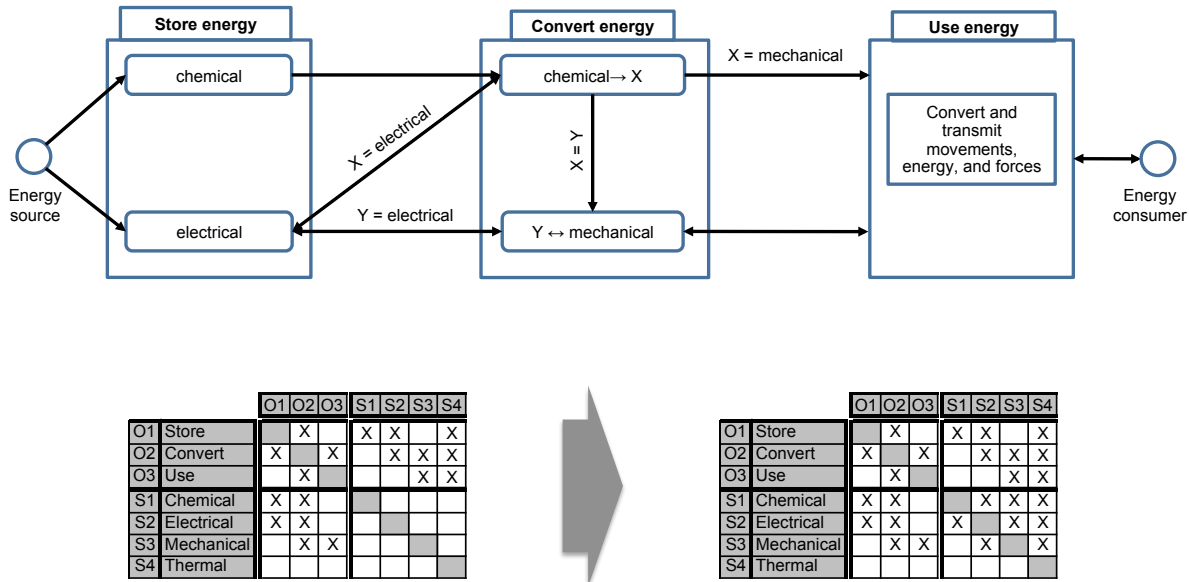 Store energy
Convert energy
Use energy
chemical
chemical→ X
X = mechanical
X = electrical
X = Y
Convert and
transmit
movements,
energy, and forces
Energy
source
Energy
consumer
electrical
Y = electrical
Y ↔ mechanical
O1 O2 O3 S1 S2 S3 S4
O1 Store X X X X
O2 Convert X X X X X
O3 Use X X X
S1 Chemical X X
S2 Electrical X X
S3 Mechanical X X
S4 Thermal
O1 O2 O3 S1 S2 S3 S4
O1 Store X X X X
O2 Convert X X X X X
O3 Use X X X
S1 Chemical X X X X X
S2 Electrical X X X X X
S3 Mechanical X X X X
S4 Thermal